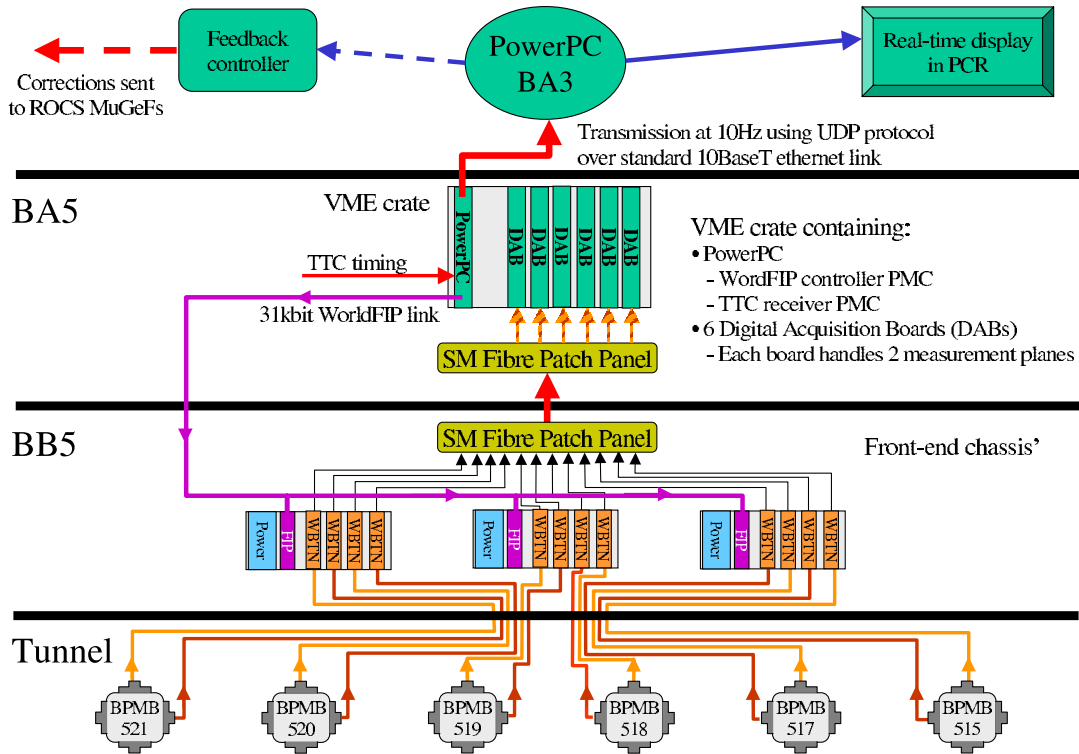 Feedback
controller
PowerPC
BA3
Real-time display
in PCR
Corrections sent
to ROCS MuGeFs
Transmission at 10Hz using UDP protocol
over standard 10BaseT ethernet link
BA5
VME crate
PowerPC
DAB
DAB
DAB
DAB
DAB
DAB
TTC timing
31kbit WorldFIP link
VME crate containing:
• PowerPC
– WordFIP controller PMC
– TTC receiver PMC
• 6 Digital Acquisition Boards (DABs)
– Each board handles 2 measurement planes
SM Fibre Patch Panel
BB5
SM Fibre Patch Panel
Front-end chassis’
Power
FIP
WBTN
WBTN
WBTN
WBTN
Power
FIP
WBTN
WBTN
WBTN
WBTN
Power
FIP
WBTN
WBTN
WBTN
WBTN
Tunnel
BPMB
521
BPMB
520
BPMB
519
BPMB
518
BPMB
517
BPMB
515